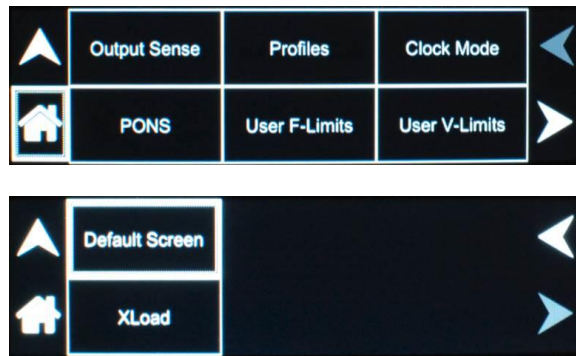 Output Sense
Profiles
Clock Mode
PONS
User F-Limits
User V-Limits
Default Screen
XLoad